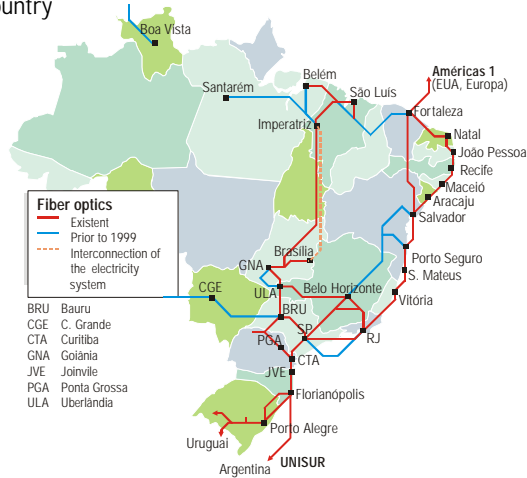 ountry
Boa Vista
Santarém
Belém
São Luís
Imperatriz
Américas 1
(EUA, Europa)
Fortaleza
Natal
João Pessoa
Recife
Maceió
Aracaju
Salvador
Fiber optics
Existent
Prior to 1999
Interconnection of
the electricity
system
Brasília
GNA
Porto Seguro
S. Mateus
CGE
ULA
Belo Horizonte
Vitória
BRU
SP
RJ
PGA
CTA
JVE
BRU Bauru
CGE C. Grande
CTA Curitiba
GNA Goiânia
JVE Joinvile
PGA Ponta Grossa
ULA Uberlândia
Florianópolis
Porto Alegre
Uruguai
Argentina
UNISUR